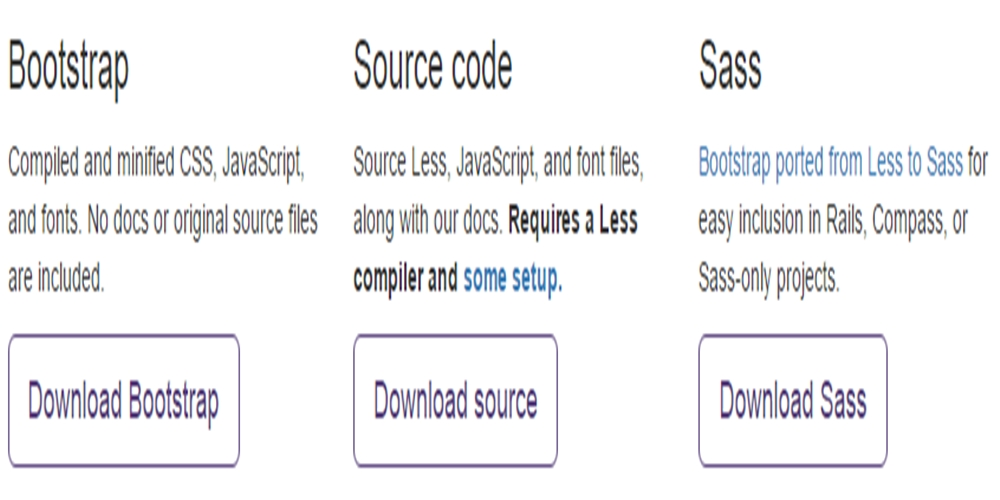 Bootstrap
Compiled and minified CSS, JavaScript,
and fonts. No docs or original source files
are included.
Download Bootstrap
Source code
Source Less, JavaScript, and font files,
along with our docs. Requires a Less
compiler and some setup.
Download source
Sass
Bootstrap ported from Less to Sass for
easy inclusion in Rails, Compass, or
Sass-only projects.
Download Sass